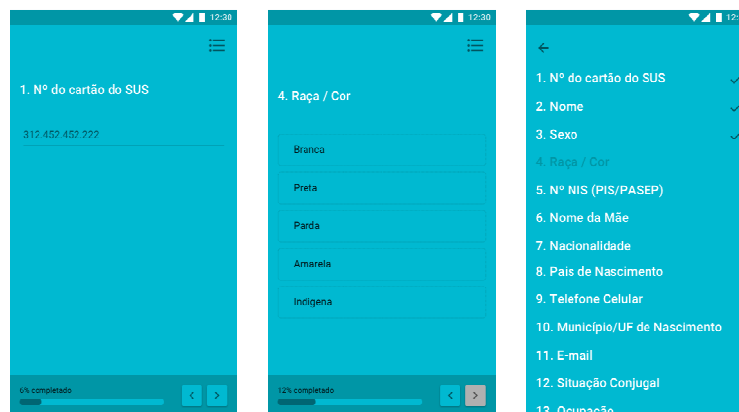 12:30
1. Nº do cartão do SUS
312.452.452.222
6% completado
12:30
4. Raça / Cor
Branca
Preta
Parda
Amarela
Indígena
12% completado
12:
1. Nº do cartão do SUS
2. Nome
3. Sexo
4. Raça / Cor
5. Nº NIS (PIS/PASEP)
6. Nome da Mãe
7. Nacionalidade
8. País de Nascimento
9. Telefone Celular
10. Município/UF de Nascimento
11. E-mail
12. Situação Conjugal
13. Ocupação